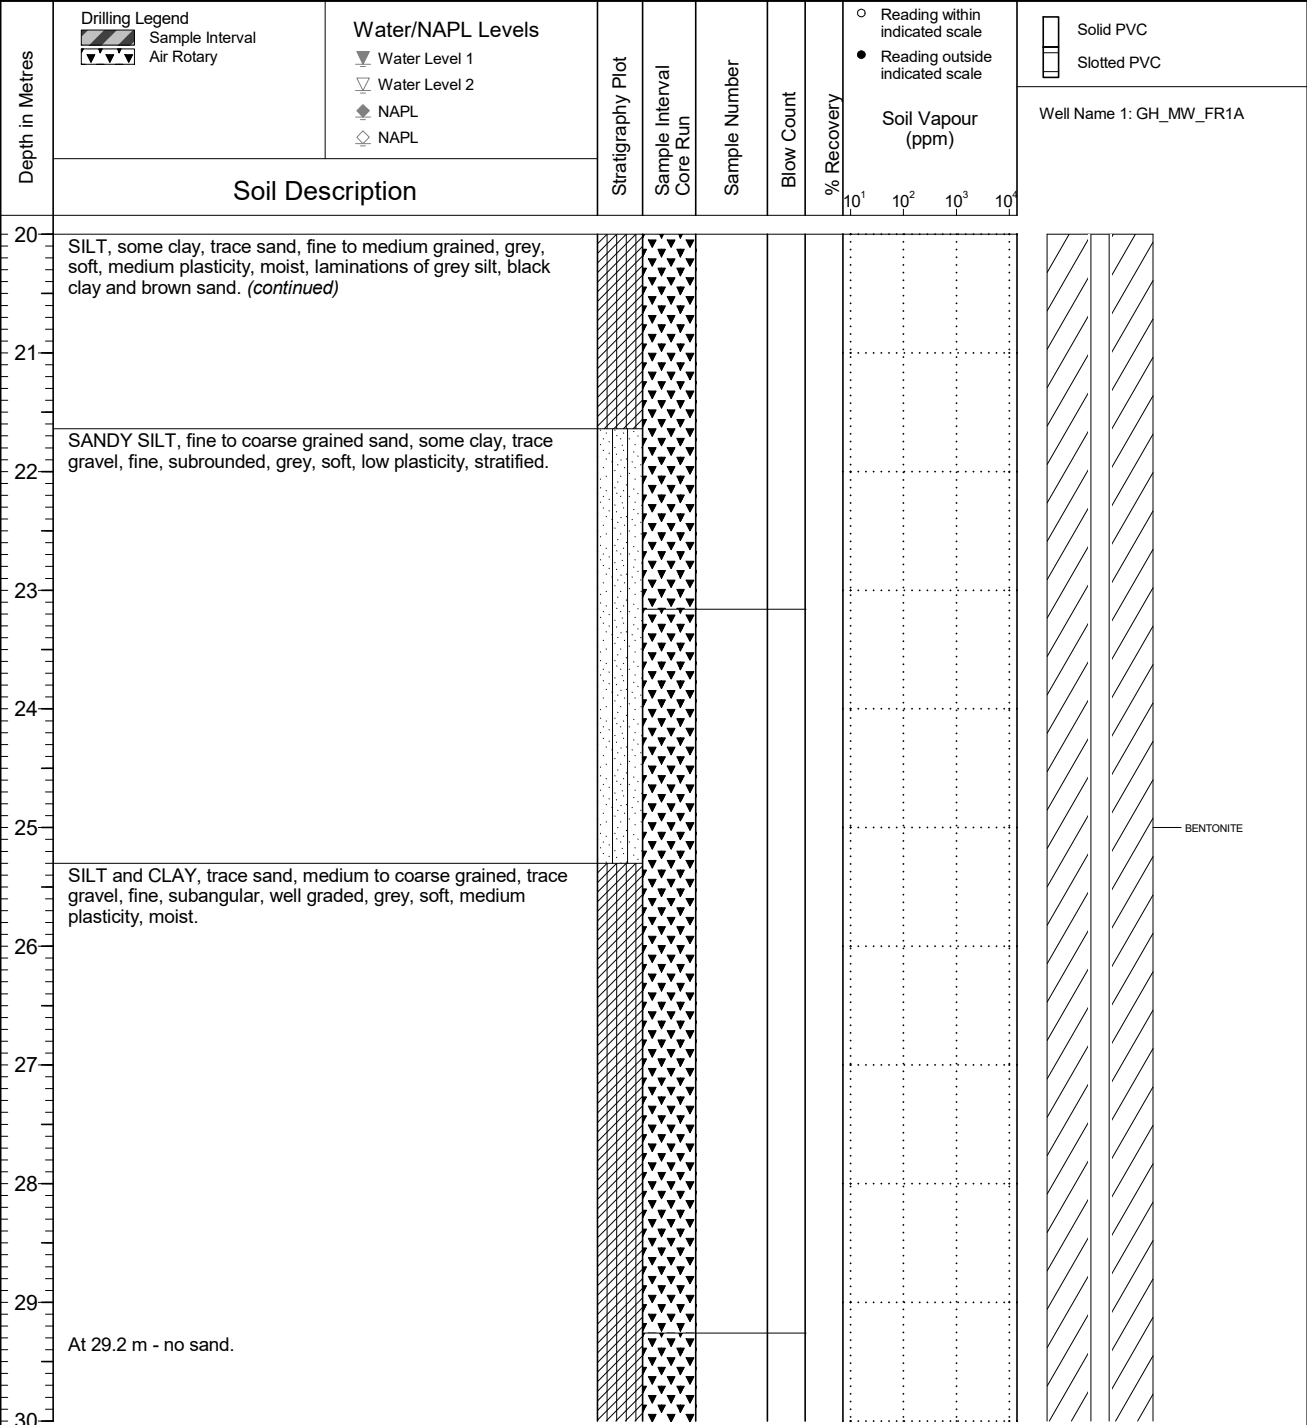 Depth in Metres
Drilling Legend
Sample Interval
Air Rotary
Water/NAPL Levels
Water Level 1
Water Level 2
NAPL
NAPL
Soil Description
Stratigraphy Plot
Sample Interval
Core Run
Sample Number
Blow Count
% Recovery
Reading within
indicated scale
Reading outside
indicated scale
Soil Vapour
(ppm)
10¹ 10² 10³ 10⁴
Solid PVC
Slotted PVC
Well Name 1: GH_MW_FR1A
20
SILT, some clay, trace sand, fine to medium grained, grey,
soft, medium plasticity, moist, laminations of grey silt, black
clay and brown sand. (continued)
21
SANDY SILT, fine to coarse grained sand, some clay, trace
gravel, fine, subrounded, grey, soft, low plasticity, stratified.
22
23
24
25
BENTONITE
SILT and CLAY, trace sand, medium to coarse grained, trace
gravel, fine, subangular, well graded, grey, soft, medium
plasticity, moist.
26
27
28
29
At 29.2 m - no sand.
30